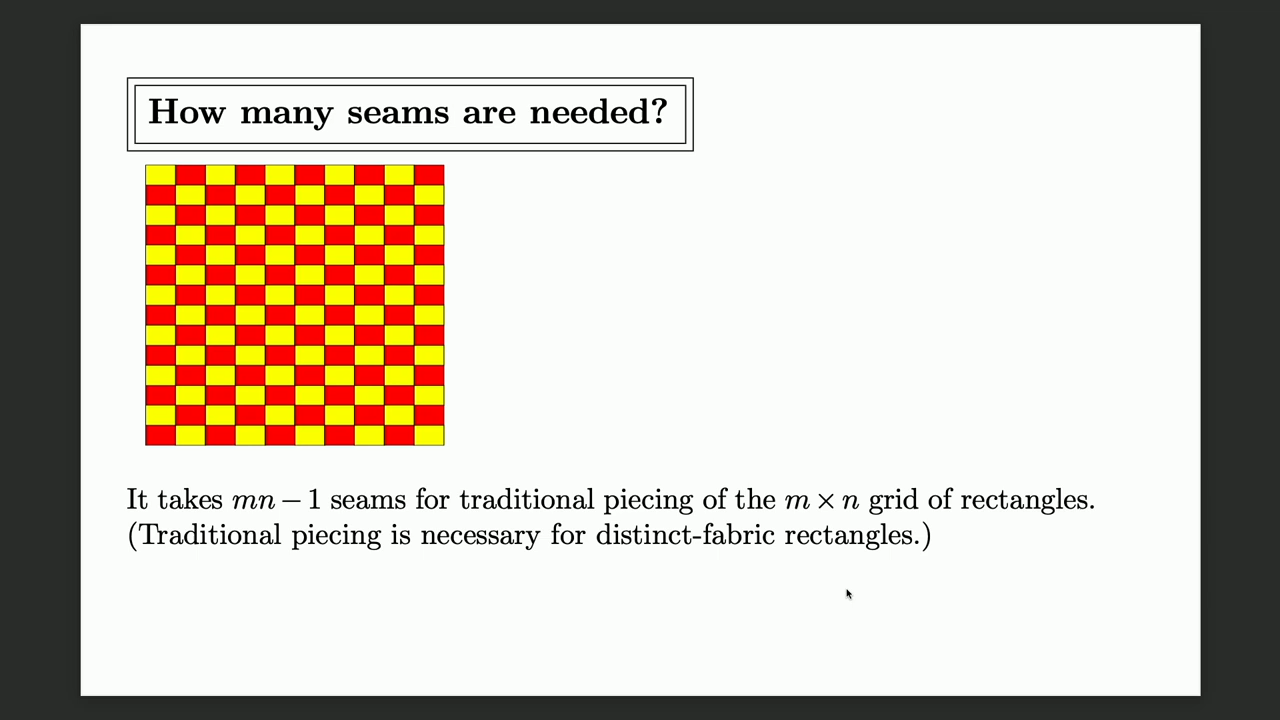 How many seams are needed?
It takes mn − 1 seams for traditional piecing of the m × n grid of rectangles.
(Traditional piecing is necessary for distinct-fabric rectangles.)